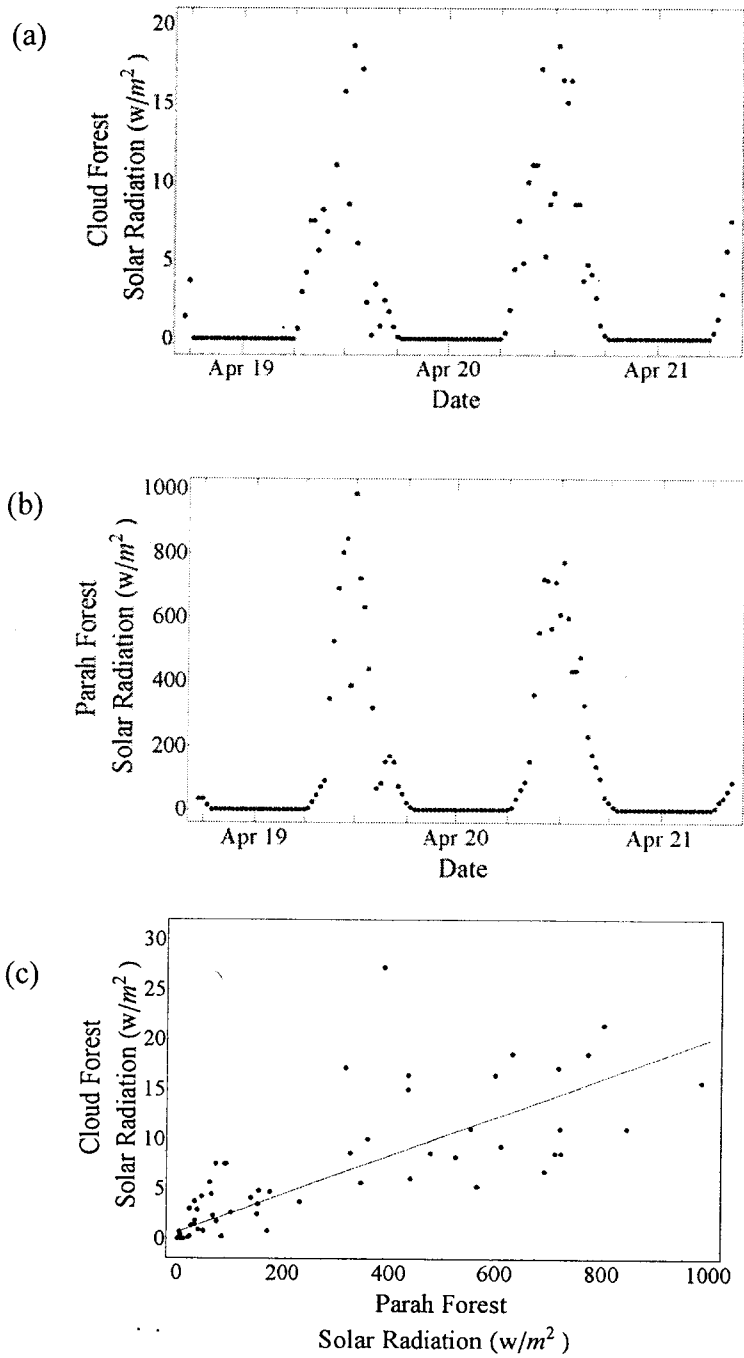 (a)
Cloud Forest
Solar Radiation (w/m²)
20
15
10
5
0
Apr 19
Apr 20
Apr 21
Date
(b)
Parah Forest
Solar Radiation (w/m²)
1000
800
600
400
200
0
Apr 19
Apr 20
Apr 21
Date
(c)
Cloud Forest
Solar Radiation (w/m²)
30
25
20
15
10
5
0
0
200
400
600
800
1000
Parah Forest
Solar Radiation (w/m²)